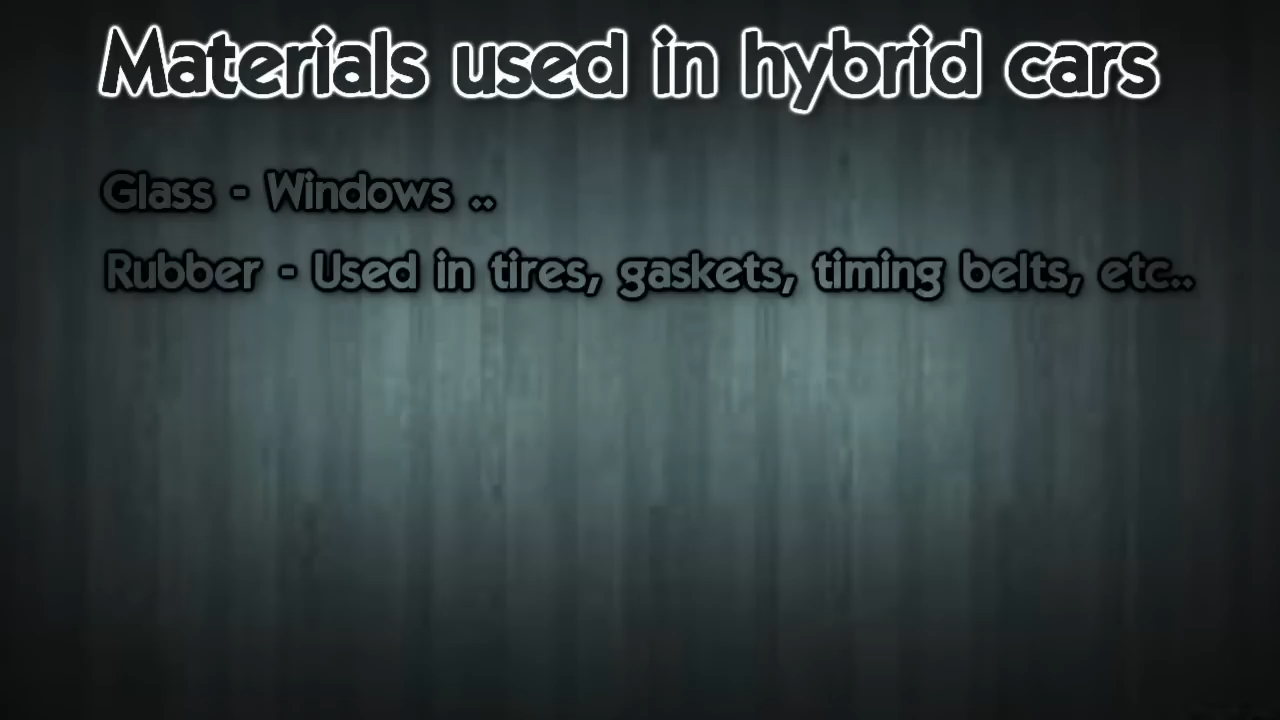 Materials used in hybrid cars
Glass - Windows ..
Rubber - Used in tires, gaskets, timing belts, etc..